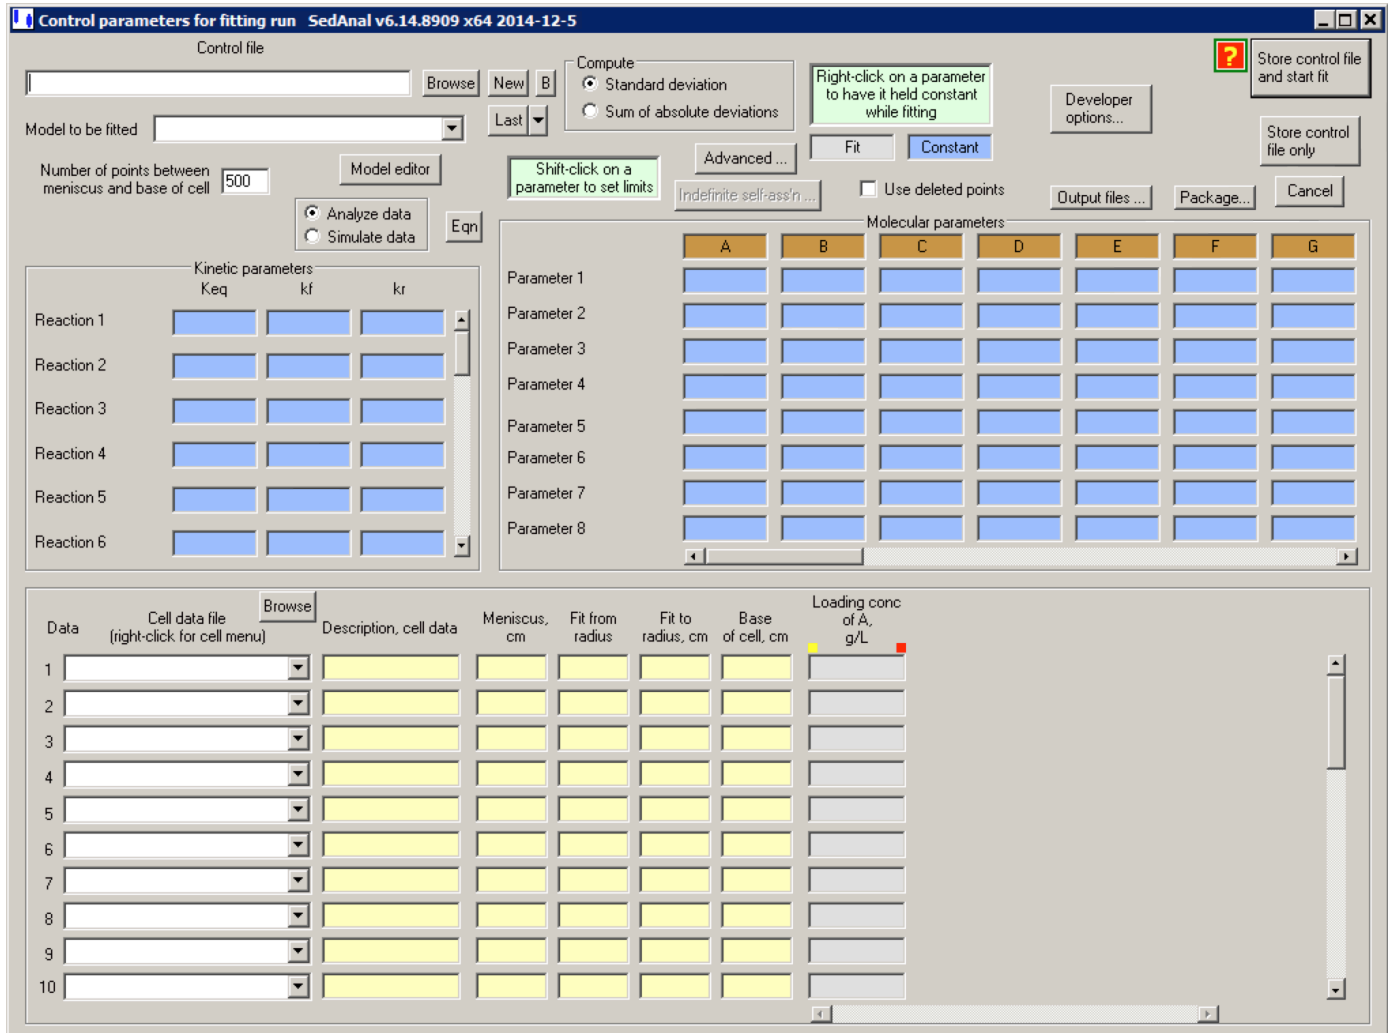 Control parameters for fitting run SedAnal v6.14.8909 x64 2014-12-5
Control file
Browse
New
B
Last
Model to be fitted
Number of points between
meniscus and base of cell
500
Model editor
Analyze data
Simulate data
Eqn
Compute
Standard deviation
Sum of absolute deviations
Shift-click on a
parameter to set limits
Advanced ...
Indefinite self-ass'n ...
Right-click on a parameter
to have it held constant
while fitting
Fit
Constant
Use deleted points
Developer
options...
?
Store control file
and start fit
Store control
file only
Output files ...
Package...
Cancel
Kinetic parameters
Keq kf kr
Reaction 1
Reaction 2
Reaction 3
Reaction 4
Reaction 5
Reaction 6
Molecular parameters
A B C D E F G
Parameter 1
Parameter 2
Parameter 3
Parameter 4
Parameter 5
Parameter 6
Parameter 7
Parameter 8
Data
Cell data file
(right-click for cell menu)
Browse
Description, cell data
Meniscus,
cm
Fit from
radius
Fit to
radius, cm
Base
of cell, cm
Loading conc
of A,
g/L
1
2
3
4
5
6
7
8
9
10